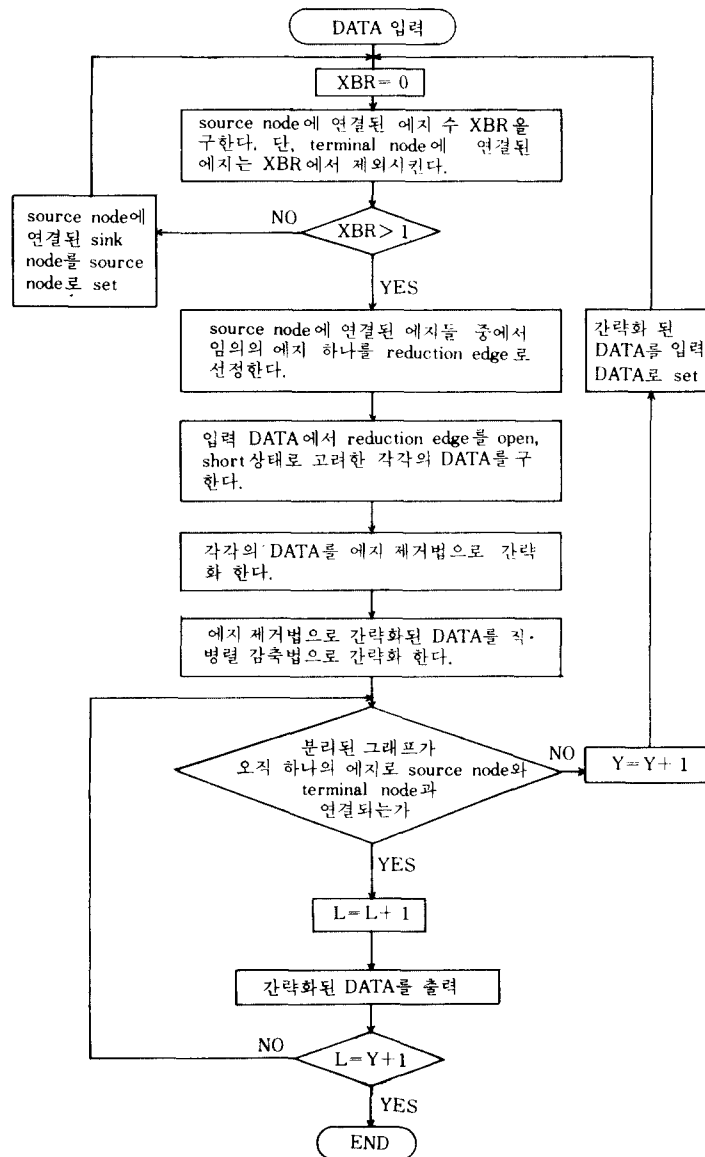 DATA 입력
XBR= 0
source node에 연결된 에지 수 XBR을
구한다. 단, terminal node에 연결된
에지는 XBR에서 제외시킨다.
NO
XBR> 1
source node에
연결된 sink
node를 source
node로 set
YES
source node에 연결된 에지들 중에서
임의의 에지 하나를 reduction edge로
선정한다.
간략화 된
DATA를 입력
DATA로 set
입력 DATA에서 reduction edge를 open,
short상태로 고려한 각각의 DATA를 구
한다.
각각의 DATA를 에지 제거법으로 간략
화 한다.
에지 제거법으로 간략화된 DATA를 직·
병렬 감축법으로 간략화 한다.
분리된 그래프가
오직 하나의 에지로 source node와
terminal node과
연결되는가
NO
Y=Y+ 1
YES
L=L+ 1
간략화된 DATA를 출력
NO
L=Y+1
YES
END